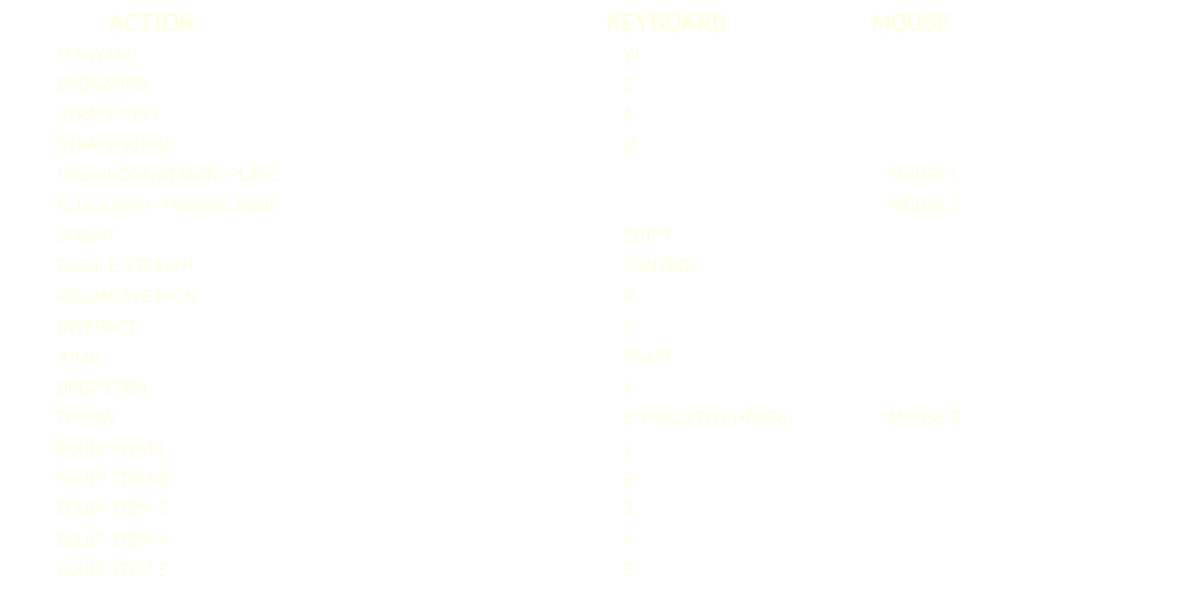 ACTION KEYBOARD MOUSE
FORWARD W
BACKWARD S
STRAFE LEFT A
STRAFE RIGHT D
USE/SHOOT/ATTACK/PLACE MOUSE 1
BLOCK/AIM/TRIGGER MINE MOUSE 2
SPRINT SHIFT
TOGGLE STEALTH CONTROL
RELOAD WEAPON R
INTERACT F
JUMP SPACE
DROP ITEM X
THROW E (HOLD TO CHARGE) MOUSE 3
EQUIP ITEM 1 1
EQUIP ITEM 2 2
EQUIP ITEM 3 3
EQUIP ITEM 4 4
EQUIP ITEM 5 5